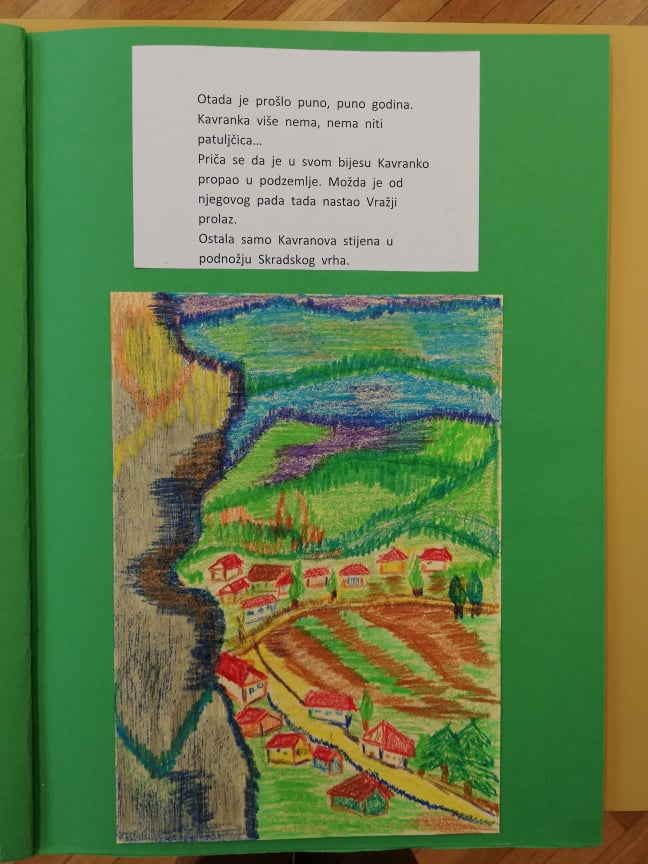 Otada je prošlo puno, puno godina.
Kavranka više nema, nema niti
patuljčica…
Priča se da je u svom bijesu Kavranko
propao u podzemlje. Možda je od
njegovog pada tada nastao Vražji
prolaz.
Ostala samo Kavranova stijena u
podnožju Skradskog vrha.